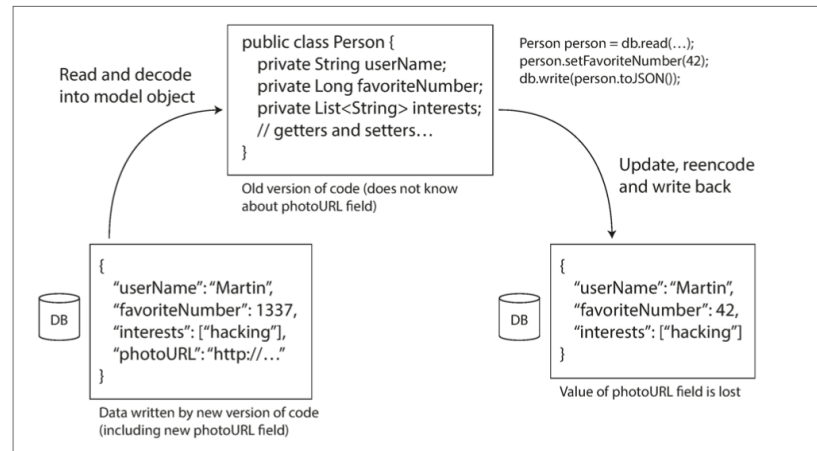 Read and decode
into model object
public class Person {
private String userName;
private Long favoriteNumber;
private List<String> interests;
// getters and setters…
}
Old version of code (does not know
about photoURL field)
Person person = db.read(…);
person.setFavoriteNumber(42);
db.write(person.toJSON());
Update, reencode
and write back
DB
{
“userName”: “Martin”,
“favoriteNumber”: 1337,
“interests”: [“hacking”],
“photoURL”: “http://…”
}
Data written by new version of code
(including new photoURL field)
DB
{
“userName”: “Martin”,
“favoriteNumber”: 42,
“interests”: [“hacking”]
}
Value of photoURL field is lost